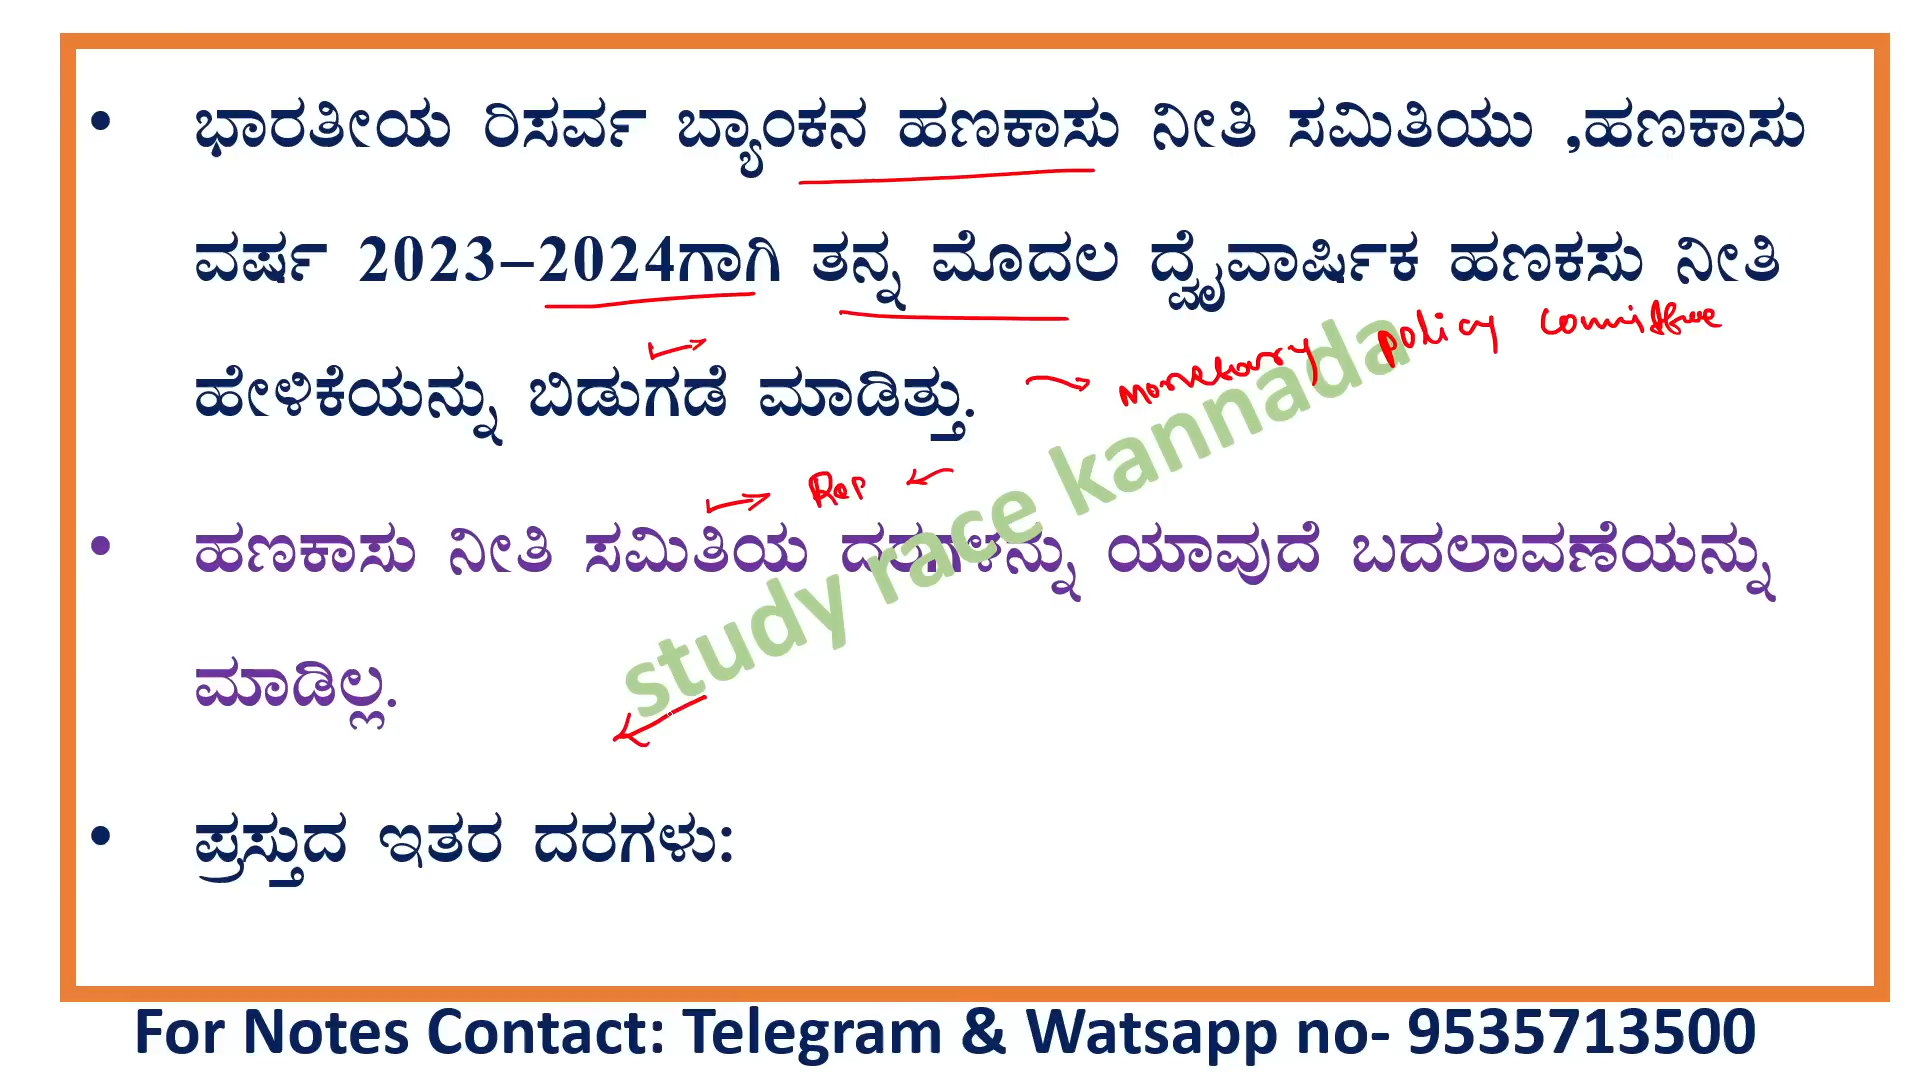 • ಭಾರತೀಯ ರಿಸರ್ವ ಬ್ಯಾಂಕನ ಹಣಕಾಸು ನೀತಿ ಸಮಿತಿಯು ,ಹಣಕಾಸು
ವರ್ಷ 2023–2024ಗಾಗಿ ತನ್ನ ಮೊದಲ ದ್ವೈವಾರ್ಷಿಕ ಹಣಕಸು ನೀತಿ
ಹೇಳಿಕೆಯನ್ನು ಬಿಡುಗಡೆ ಮಾಡಿತ್ತು.
Monetary policy committee
Rep
• ಹಣಕಾಸು ನೀತಿ ಸಮಿತಿಯ ದರಗಳನ್ನು ಯಾವುದೆ ಬದಲಾವಣೆಯನ್ನು
ಮಾಡಿಲ್ಲ.
study race kannada
• ಪ್ರಸ್ತುದ ಇತರ ದರಗಳು:
For Notes Contact: Telegram & Watsapp no- 9535713500